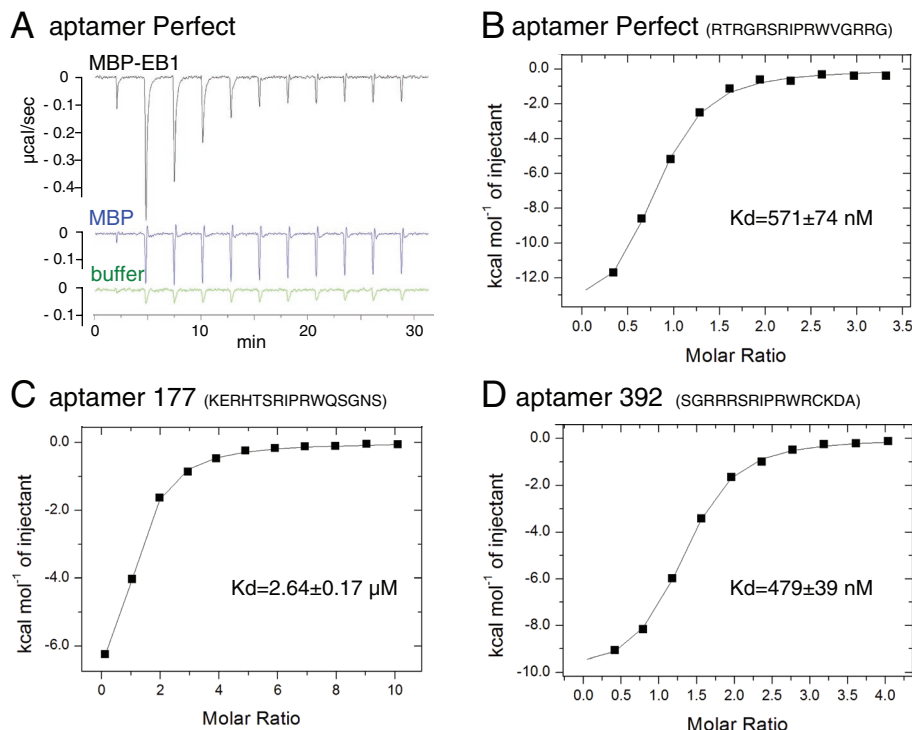 A aptamer Perfect
MBP-EB1
0
- 0.1
- 0.2
- 0.3
- 0.4
µcal/sec
MBP
0
- 0.1
buffer
0
- 0.1
0 10 20 30
min
B aptamer Perfect (RTRGRSRIPRWVGRRG)
0.0
-2.0
-4.0
-6.0
-8.0
-10.0
-12.0
kcal mol-1 of injectant
Kd=571±74 nM
0.0 0.5 1.0 1.5 2.0 2.5 3.0 3.5
Molar Ratio
C aptamer 177 (KERHTSRIPRWQSGNS)
0.0
-2.0
-4.0
-6.0
kcal mol-1 of injectant
Kd=2.64±0.17 µM
0 2 4 6 8 10
Molar Ratio
D aptamer 392 (SGRRRSRIPRWRCKDA)
0.0
-2.0
-4.0
-6.0
-8.0
-10.0
kcal mol-1 of injectant
Kd=479±39 nM
0.0 0.5 1.0 1.5 2.0 2.5 3.0 3.5 4.0
Molar Ratio